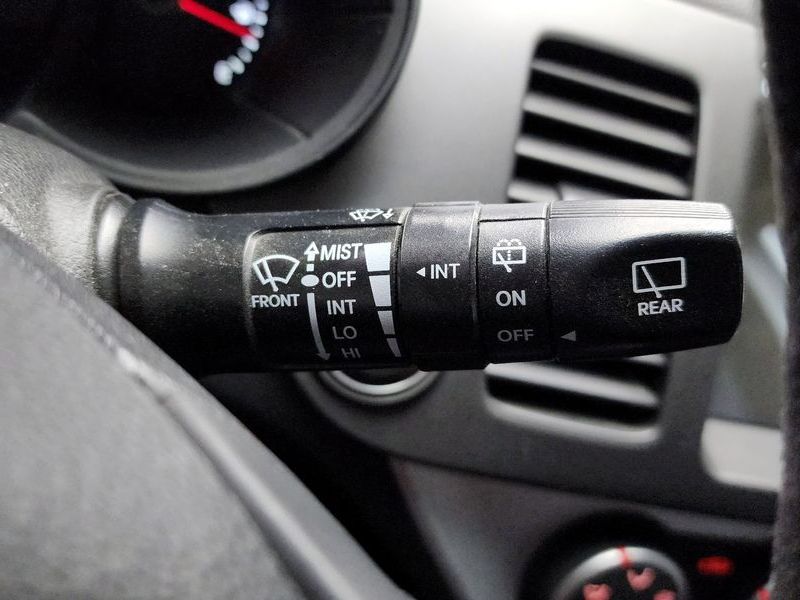 MIST
OFF
INT
LO
HI
FRONT
INT
ON
OFF
REAR